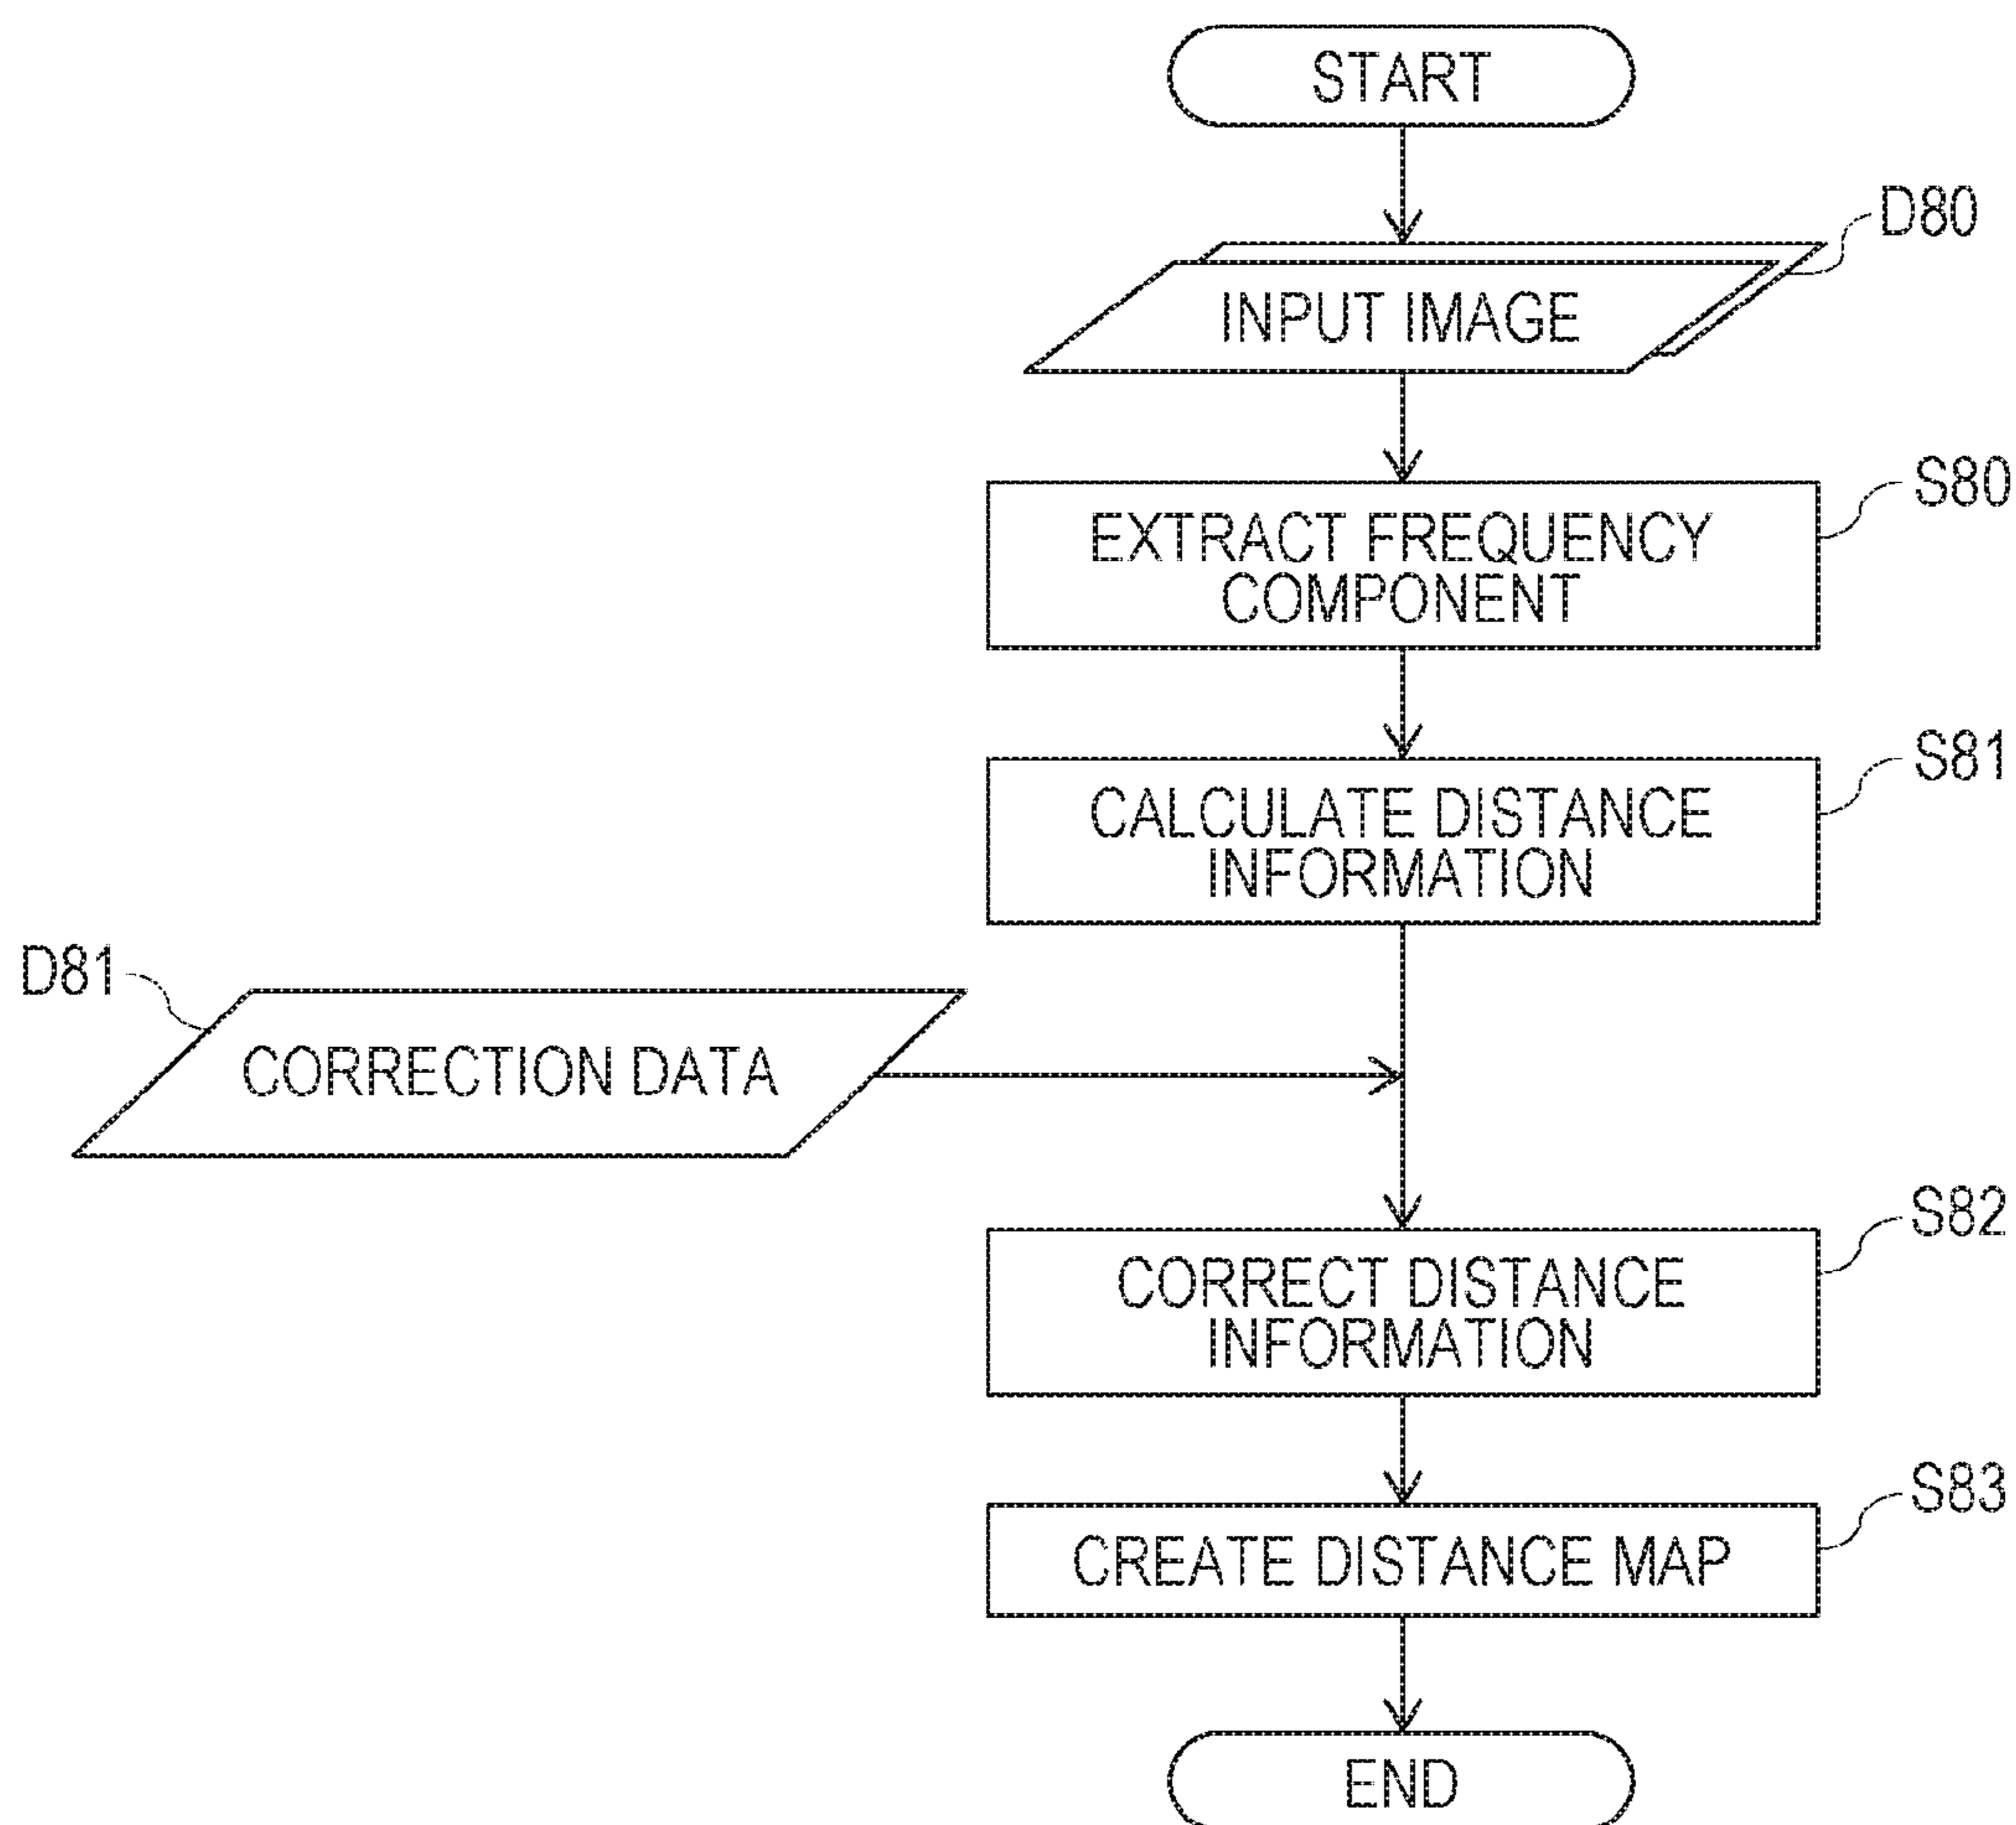 START
D80
INPUT IMAGE
S80
EXTRACT FREQUENCY
COMPONENT
S81
CALCULATE DISTANCE
INFORMATION
D81
CORRECTION DATA
S82
CORRECT DISTANCE
INFORMATION
S83
CREATE DISTANCE MAP
END